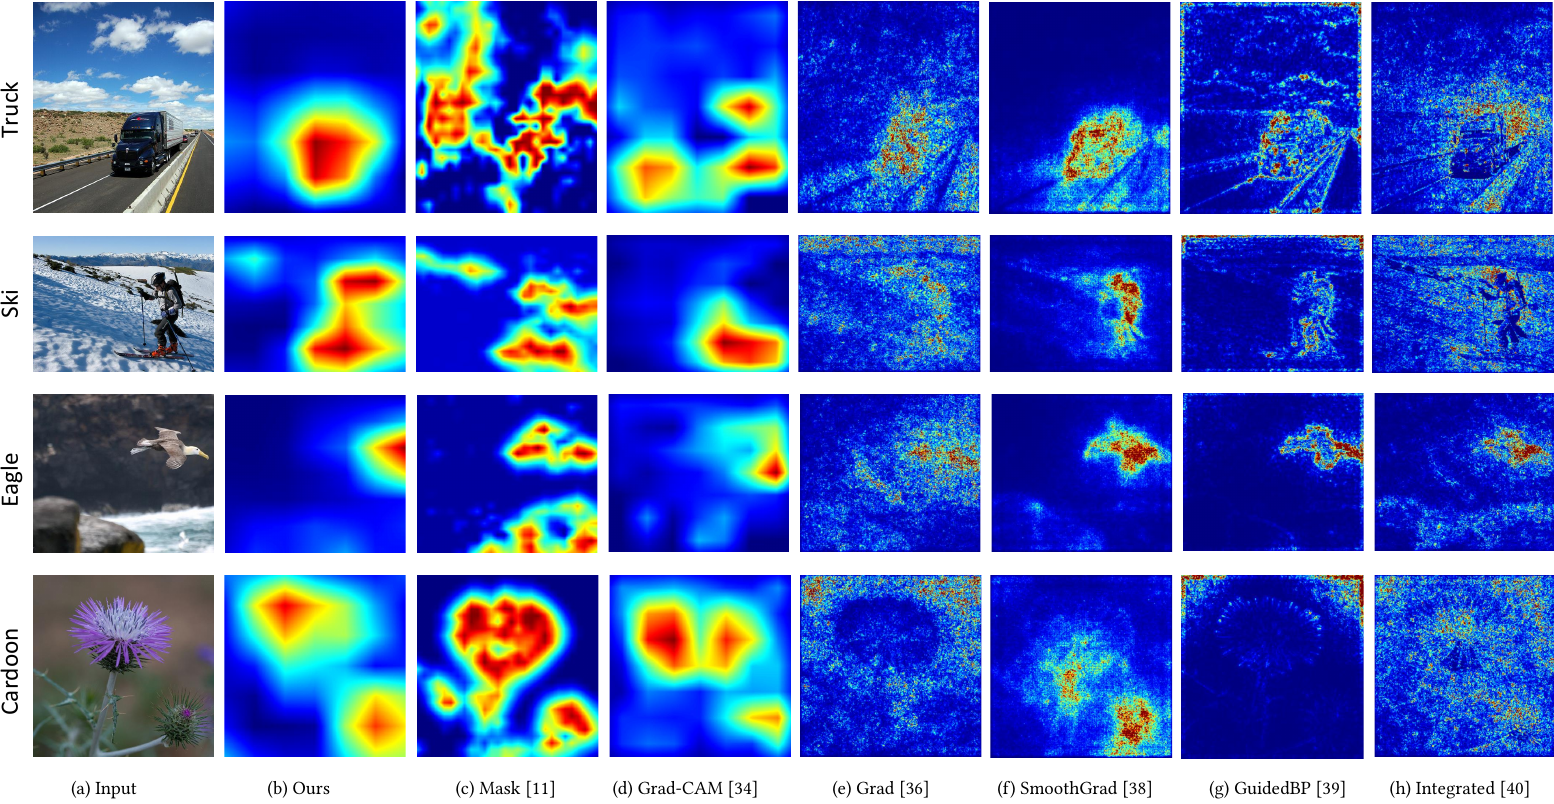 Truck
Ski
Eagle
Cardoon
(a) Input
(b) Ours
(c) Mask [11]
(d) Grad-CAM [34]
(e) Grad [36]
(f) SmoothGrad [38]
(g) GuidedBP [39]
(h) Integrated [40]